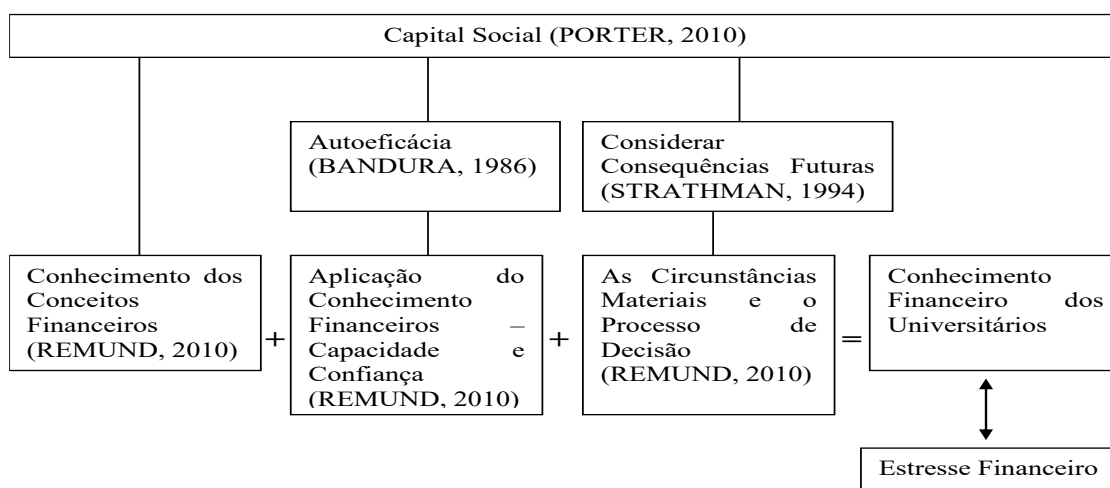 Capital Social (PORTER, 2010)
Autoeficácia
(BANDURA, 1986)
Considerar
Consequências Futuras
(STRATHMAN, 1994)
Conhecimento dos
Conceitos
Financeiros
(REMUND, 2010)
+
Aplicação do
Conhecimento
Financeiros –
Capacidade e
Confiança
(REMUND, 2010)
+
As Circunstâncias
Materiais e o
Processo de
Decisão
(REMUND, 2010)
=
Conhecimento
Financeiro dos
Universitários
Estresse Financeiro